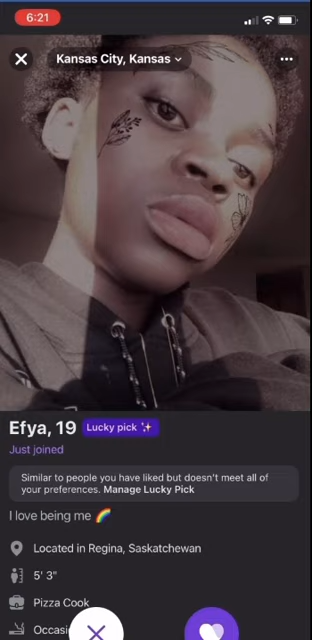 6:21
Kansas City, Kansas
Efya, 19 Lucky pick ✨
Just joined
Similar to people you have liked but doesn't meet all of
your preferences. Manage Lucky Pick
I love being me 🌈
Located in Regina, Saskatchewan
5' 3"
Pizza Cook